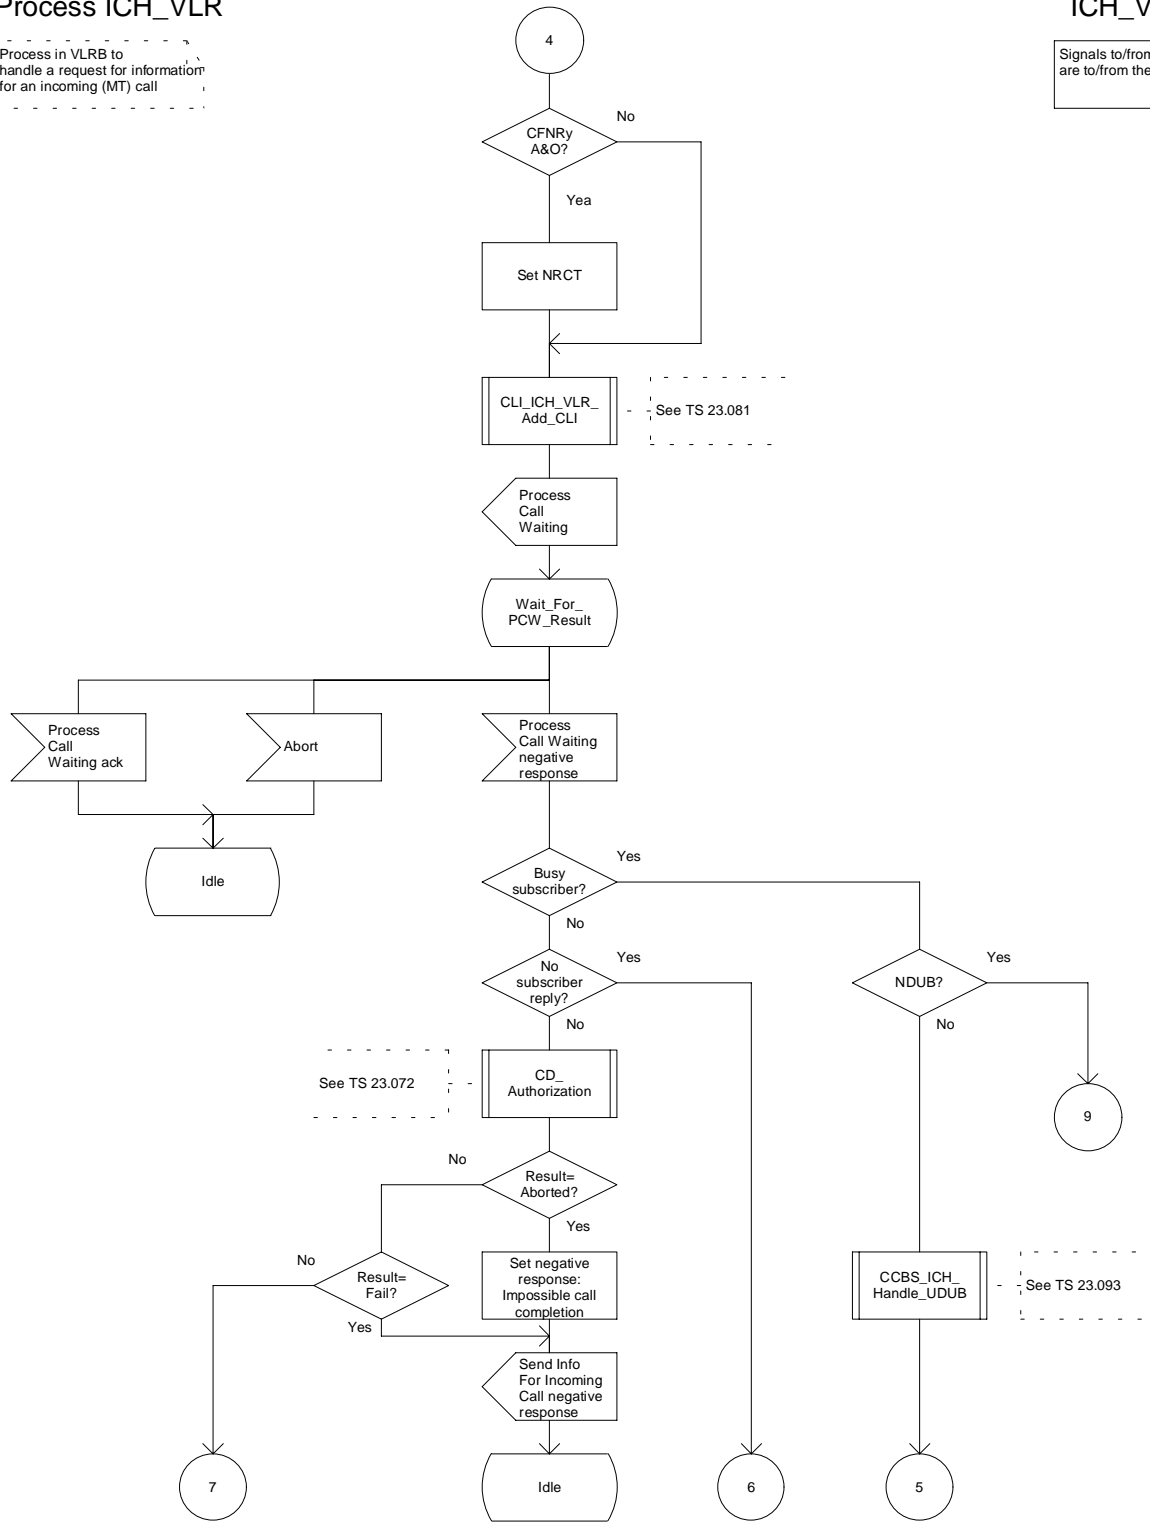 Process ICH_VLR
ICH_V
Process in VLRB to
handle a request for information
for an incoming (MT) call
Signals to/from
are to/from the
4
CFNRy
A&O?
No
Yea
Set NRCT
CLI_ICH_VLR_
Add_CLI
See TS 23.081
Process
Call
Waiting
Wait_For_
PCW_Result
Process
Call
Waiting ack
Abort
Process
Call Waiting
negative
response
Idle
Busy
subscriber?
Yes
No
No
subscriber
reply?
Yes
No
NDUB?
Yes
No
See TS 23.072
CD_
Authorization
9
No
Result=
Aborted?
Yes
No
Result=
Fail?
Yes
Set negative
response:
Impossible call
completion
CCBS_ICH_
Handle_UDUB
See TS 23.093
Send Info
For Incoming
Call negative
response
7
Idle
6
5